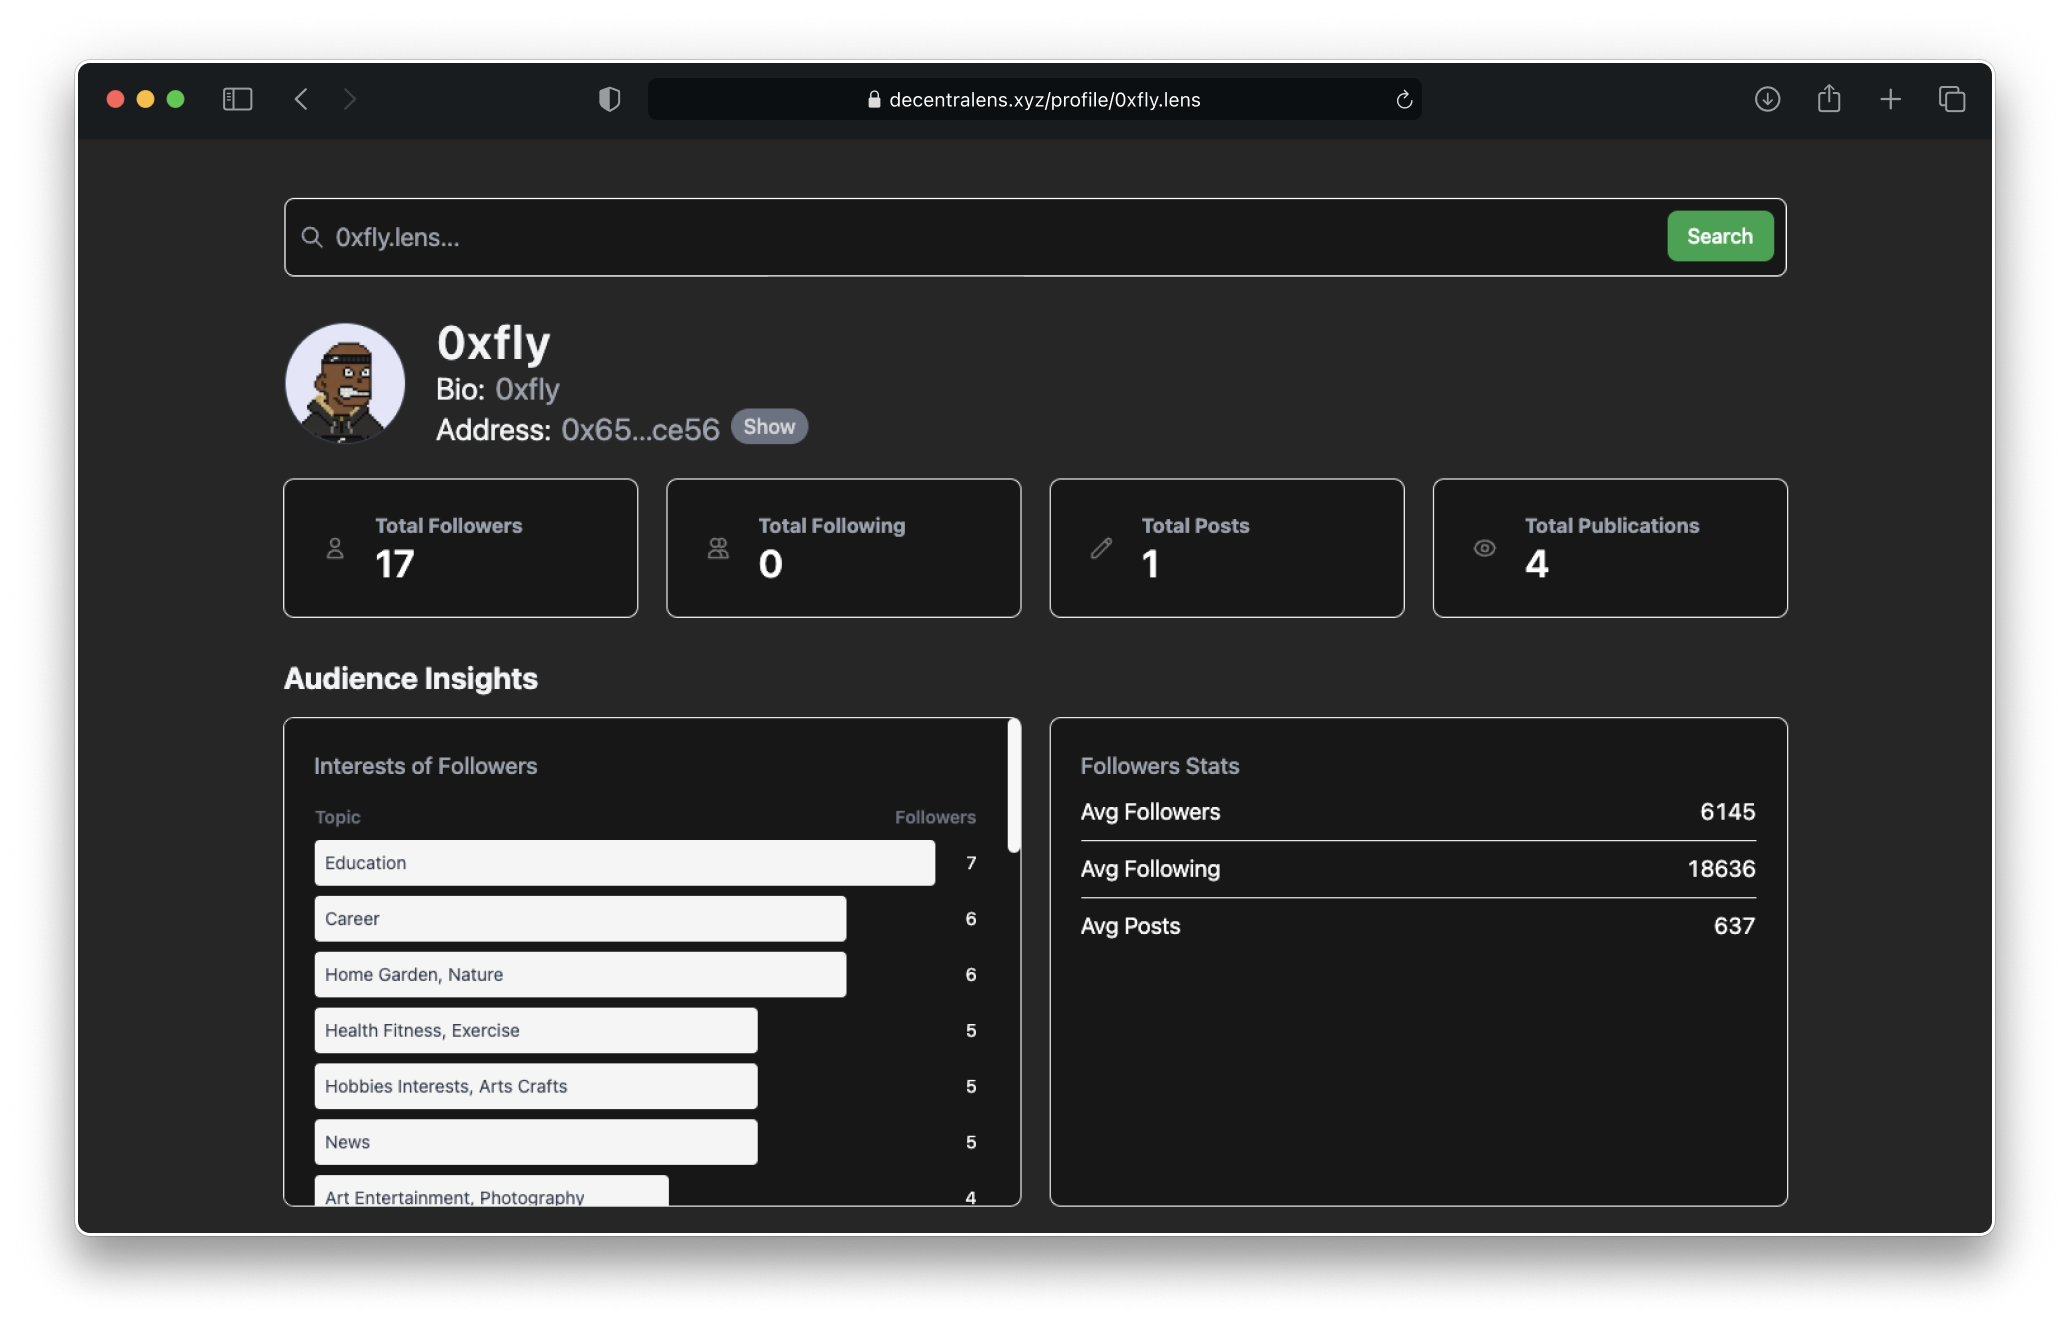 decentralens.xyz/profile/0xfly.lens
0xfly.lens...
Search
0xfly
Bio: 0xfly
Address: 0x65...ce56 Show
Total Followers
17
Total Following
0
Total Posts
1
Total Publications
4
Audience Insights
Interests of Followers
Topic Followers
Education 7
Career 6
Home Garden, Nature 6
Health Fitness, Exercise 5
Hobbies Interests, Arts Crafts 5
News 5
Art Entertainment, Photography 4
Followers Stats
Avg Followers 6145
Avg Following 18636
Avg Posts 637